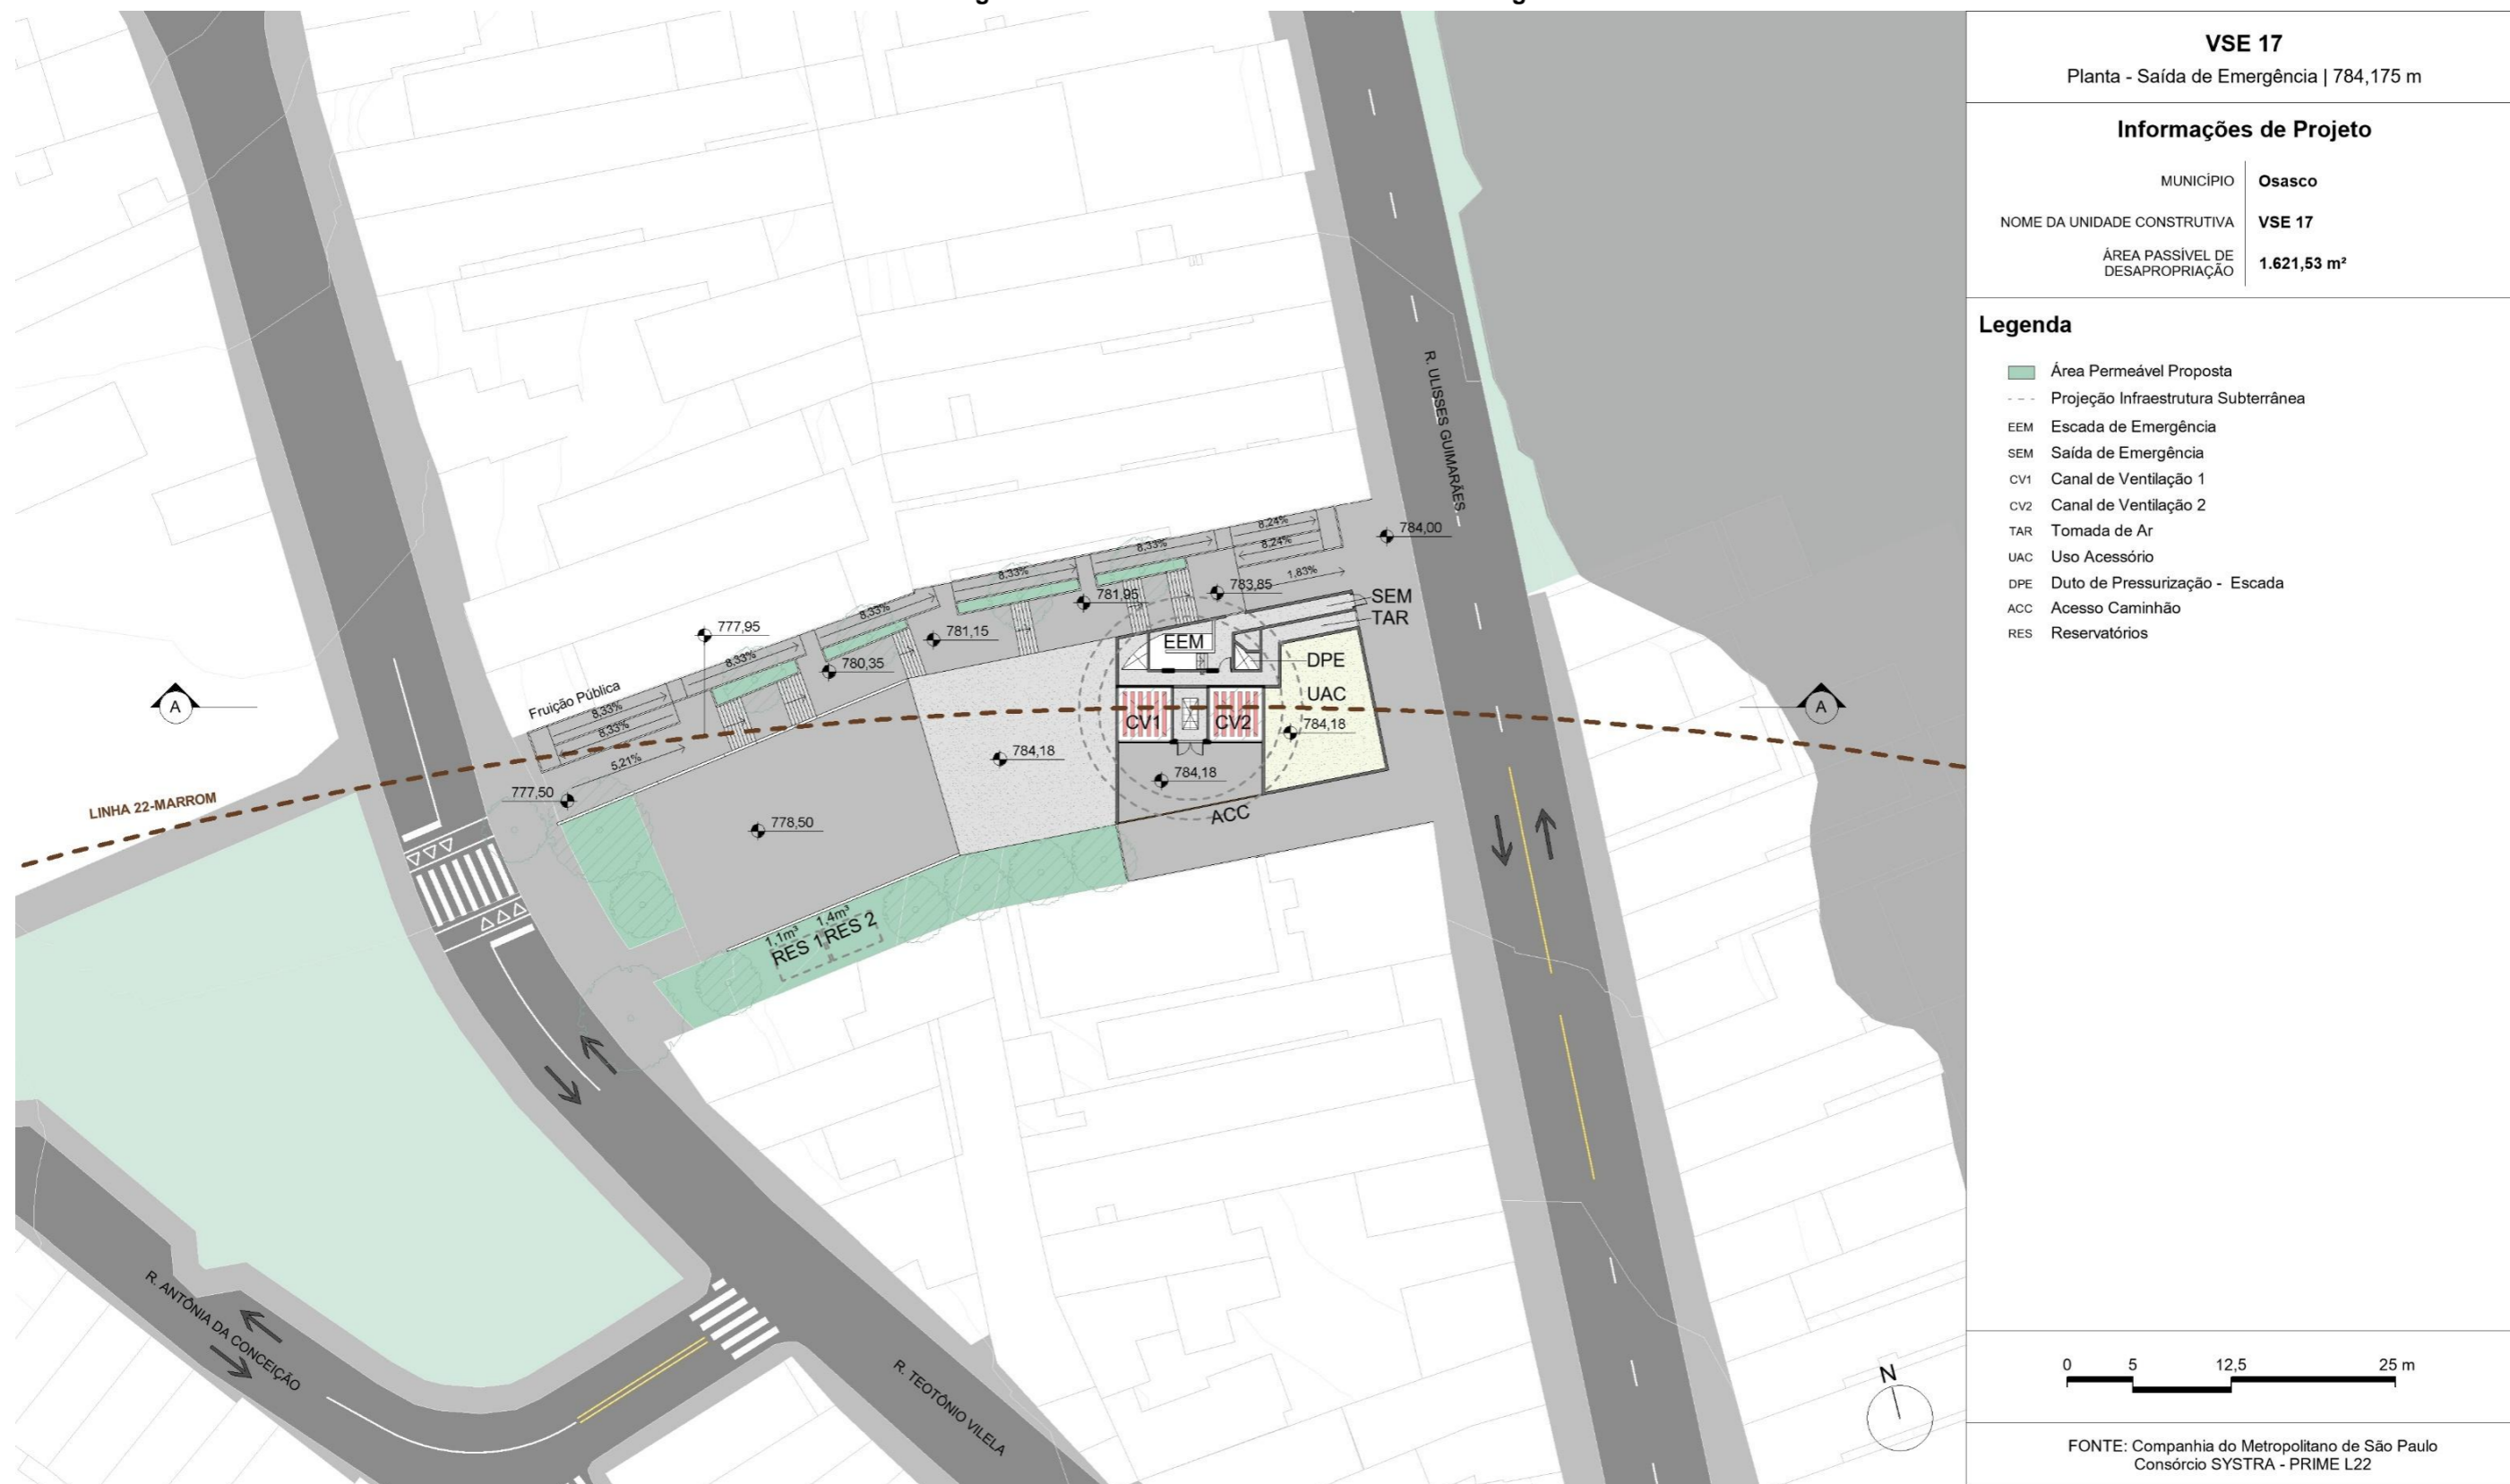 VSE 17
Planta - Saída de Emergência | 784,175 m
Informações de Projeto
MUNICÍPIO Osasco
NOME DA UNIDADE CONSTRUTIVA VSE 17
ÁREA PASSÍVEL DE
DESAPROPRIAÇÃO 1.621,53 m²
Legenda
Área Permeável Proposta
Projeção Infraestrutura Subterrânea
EEM Escada de Emergência
SEM Saída de Emergência
CV1 Canal de Ventilação 1
CV2 Canal de Ventilação 2
TAR Tomada de Ar
UAC Uso Acessório
DPE Duto de Pressurização - Escada
ACC Acesso Caminhão
RES Reservatórios
0 5 12,5 25 m
FONTE: Companhia do Metropolitano de São Paulo
Consórcio SYSTRA - PRIME L22
R. ULISSES GUIMARÃES
784,00
8,24%
8,24%
8,33%
8,33%
1,83%
783,85
781,95
SEM
TAR
8,33%
781,15
777,95
EEM
8,33%
780,35
DPE
Fruição Pública
8,33%
8,33%
UAC
CV1
CV2
784,18
5,21%
784,18
784,18
777,50
LINHA 22-MARROM
778,50
ACC
A
A
1,1m³
1,4m³
RES 1
RES 2
R. ANTÔNIA DA CONCEIÇÃO
R. TEOTÔNIO VILELA
N